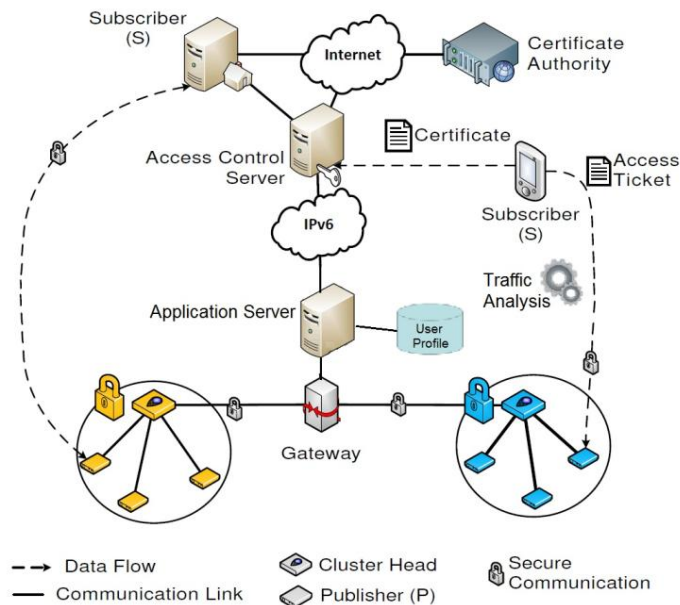 Subscriber
(S)
Internet
Certificate
Authority
Certificate
Access Control
Server
Access
Ticket
Subscriber
(S)
IPv6
Traffic
Analysis
Application Server
User
Profile
Gateway
Data Flow
Cluster Head
Secure
Communication
Communication Link
Publisher (P)